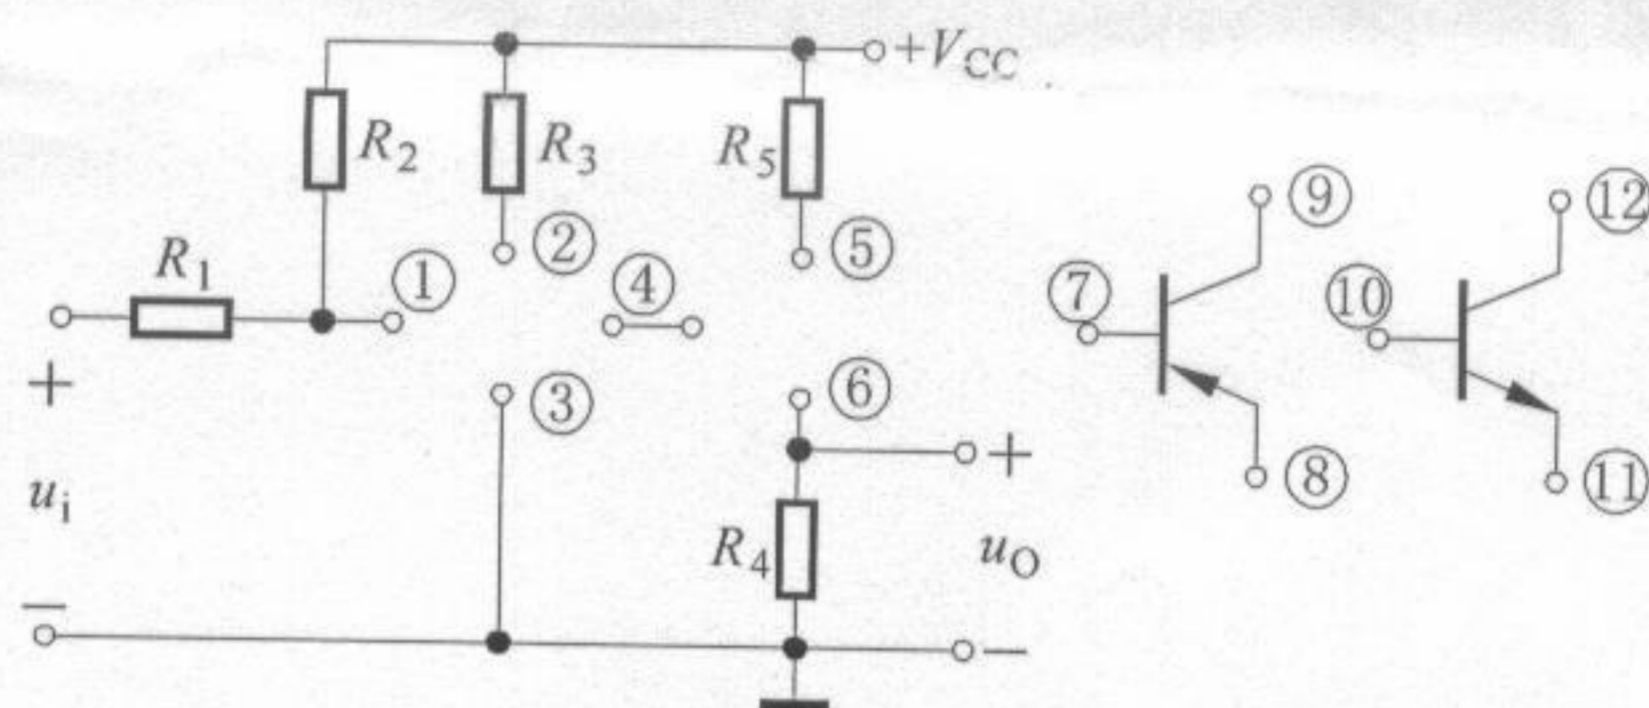 +V_CC
R_2
R_3
R_5
⑨
⑫
②
⑤
R_1
①
④
⑦
⑩
+
③
⑥
+
⑧
⑪
u_i
R_4
u_O
−
−